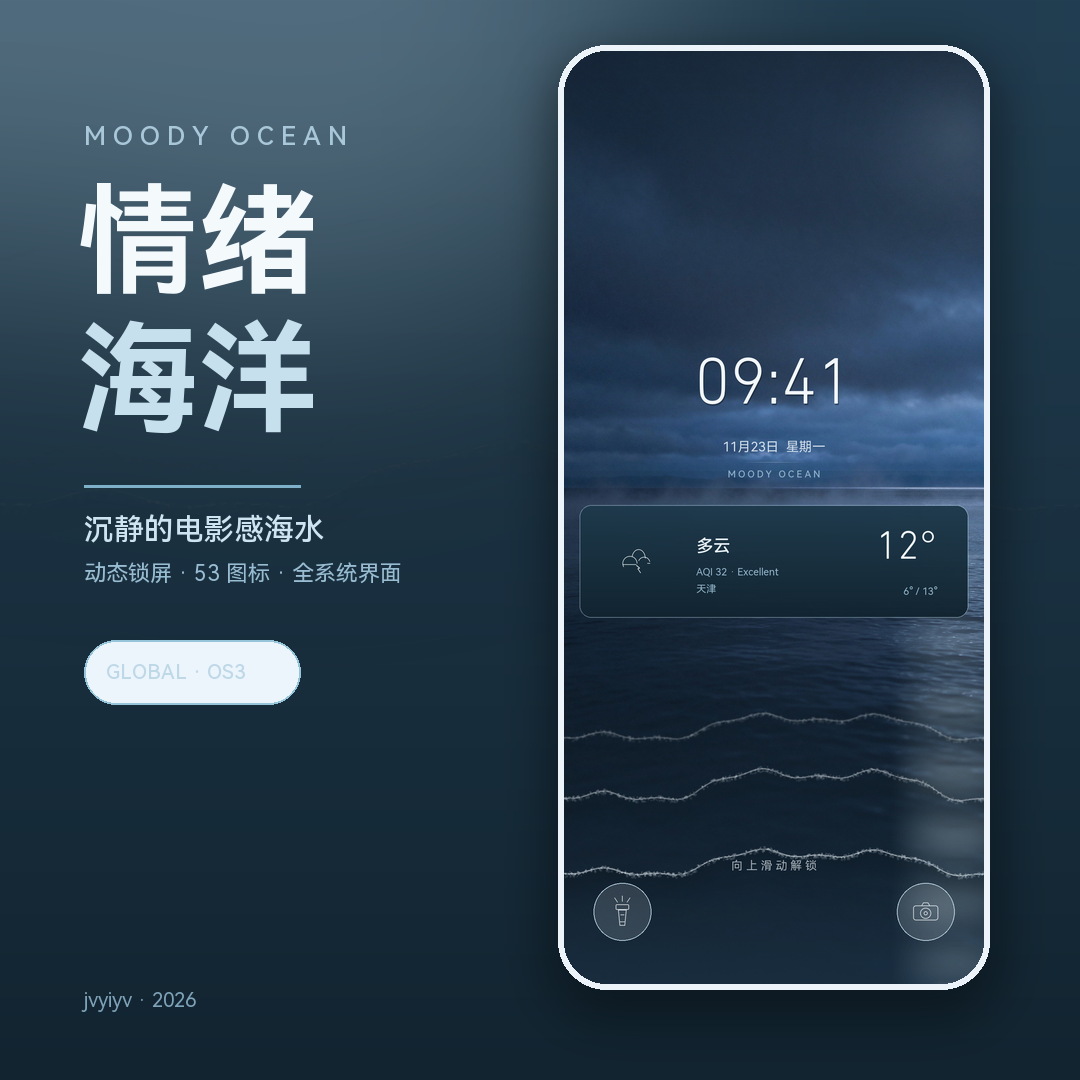 MOODY OCEAN
情绪
海洋
沉静的电影感海水
动态锁屏 · 53 图标 · 全系统界面
GLOBAL · OS3
jvyiyv · 2026
09:41
11月23日 星期一
MOODY OCEAN
多云
AQI 32 · Excellent
天津
12°
6° / 13°
向上滑动解锁